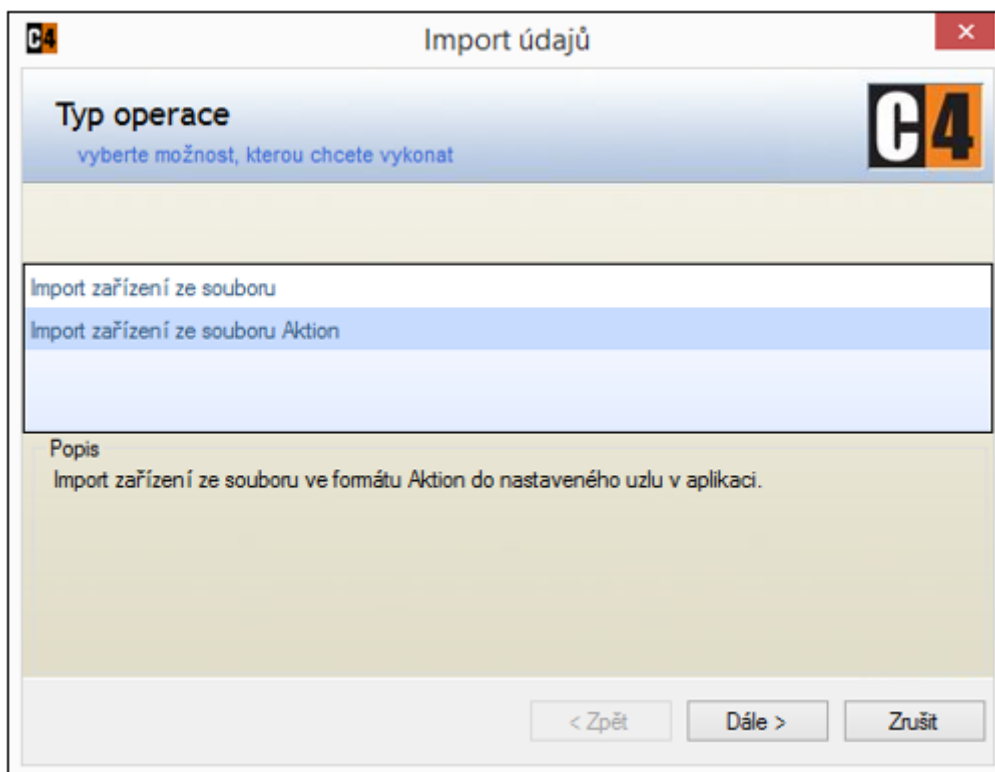 C4
Import údajů
Typ operace
vyberte možnost, kterou chcete vykonat
C4
Import zařízení ze souboru
Import zařízení ze souboru Aktion
Popis
Import zařízení ze souboru ve formátu Aktion do nastaveného uzlu v aplikaci.
< Zpět
Dále >
Zrušit